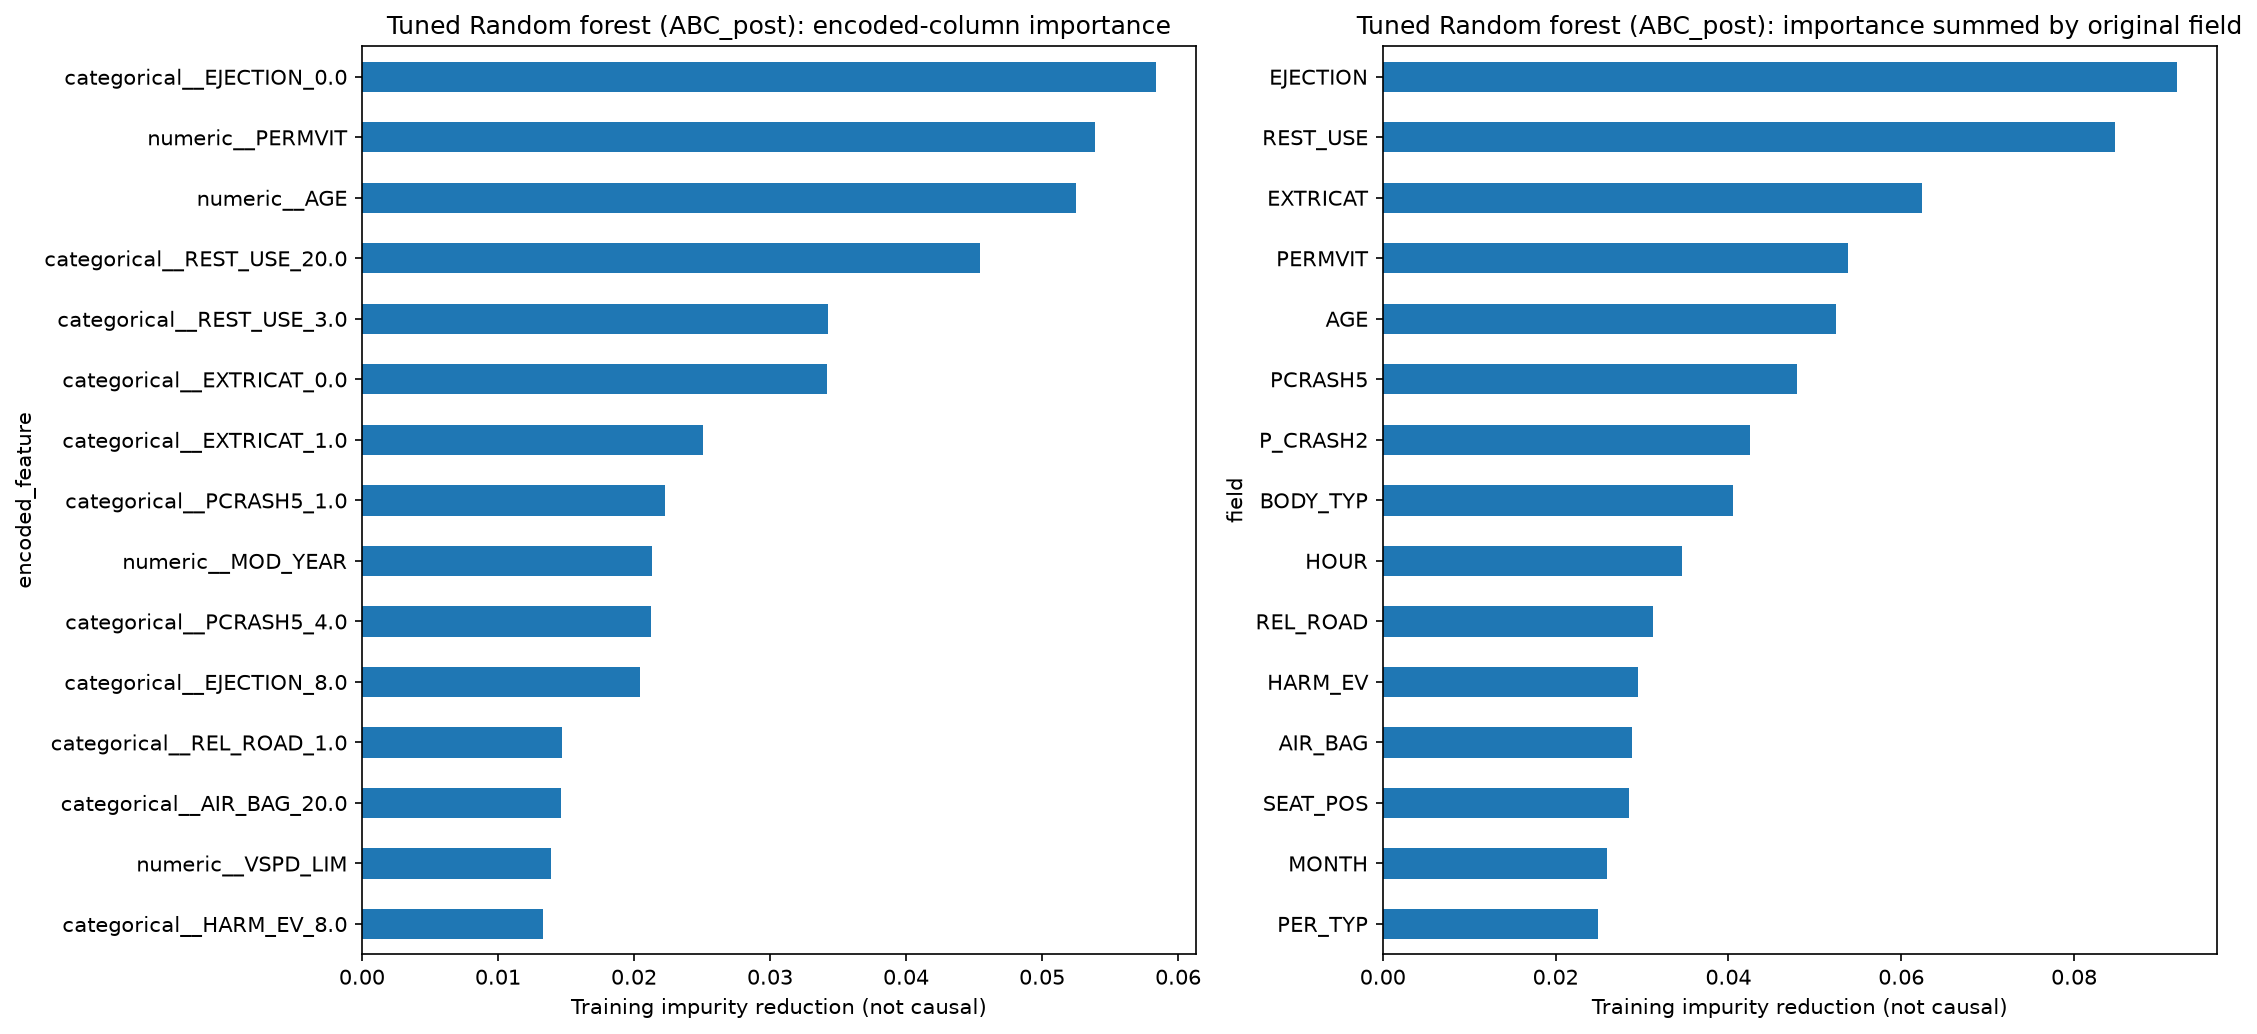 Tuned Random forest (ABC_post): encoded-column importance
encoded_feature
categorical__EJECTION_0.0
numeric__PERMVIT
numeric__AGE
categorical__REST_USE_20.0
categorical__REST_USE_3.0
categorical__EXTRICAT_0.0
categorical__EXTRICAT_1.0
categorical__PCRASH5_1.0
numeric__MOD_YEAR
categorical__PCRASH5_4.0
categorical__EJECTION_8.0
categorical__REL_ROAD_1.0
categorical__AIR_BAG_20.0
numeric__VSPD_LIM
categorical__HARM_EV_8.0
0.00 0.01 0.02 0.03 0.04 0.05 0.06
Training impurity reduction (not causal)
Tuned Random forest (ABC_post): importance summed by original field
field
EJECTION
REST_USE
EXTRICAT
PERMVIT
AGE
PCRASH5
P_CRASH2
BODY_TYP
HOUR
REL_ROAD
HARM_EV
AIR_BAG
SEAT_POS
MONTH
PER_TYP
0.00 0.02 0.04 0.06 0.08
Training impurity reduction (not causal)